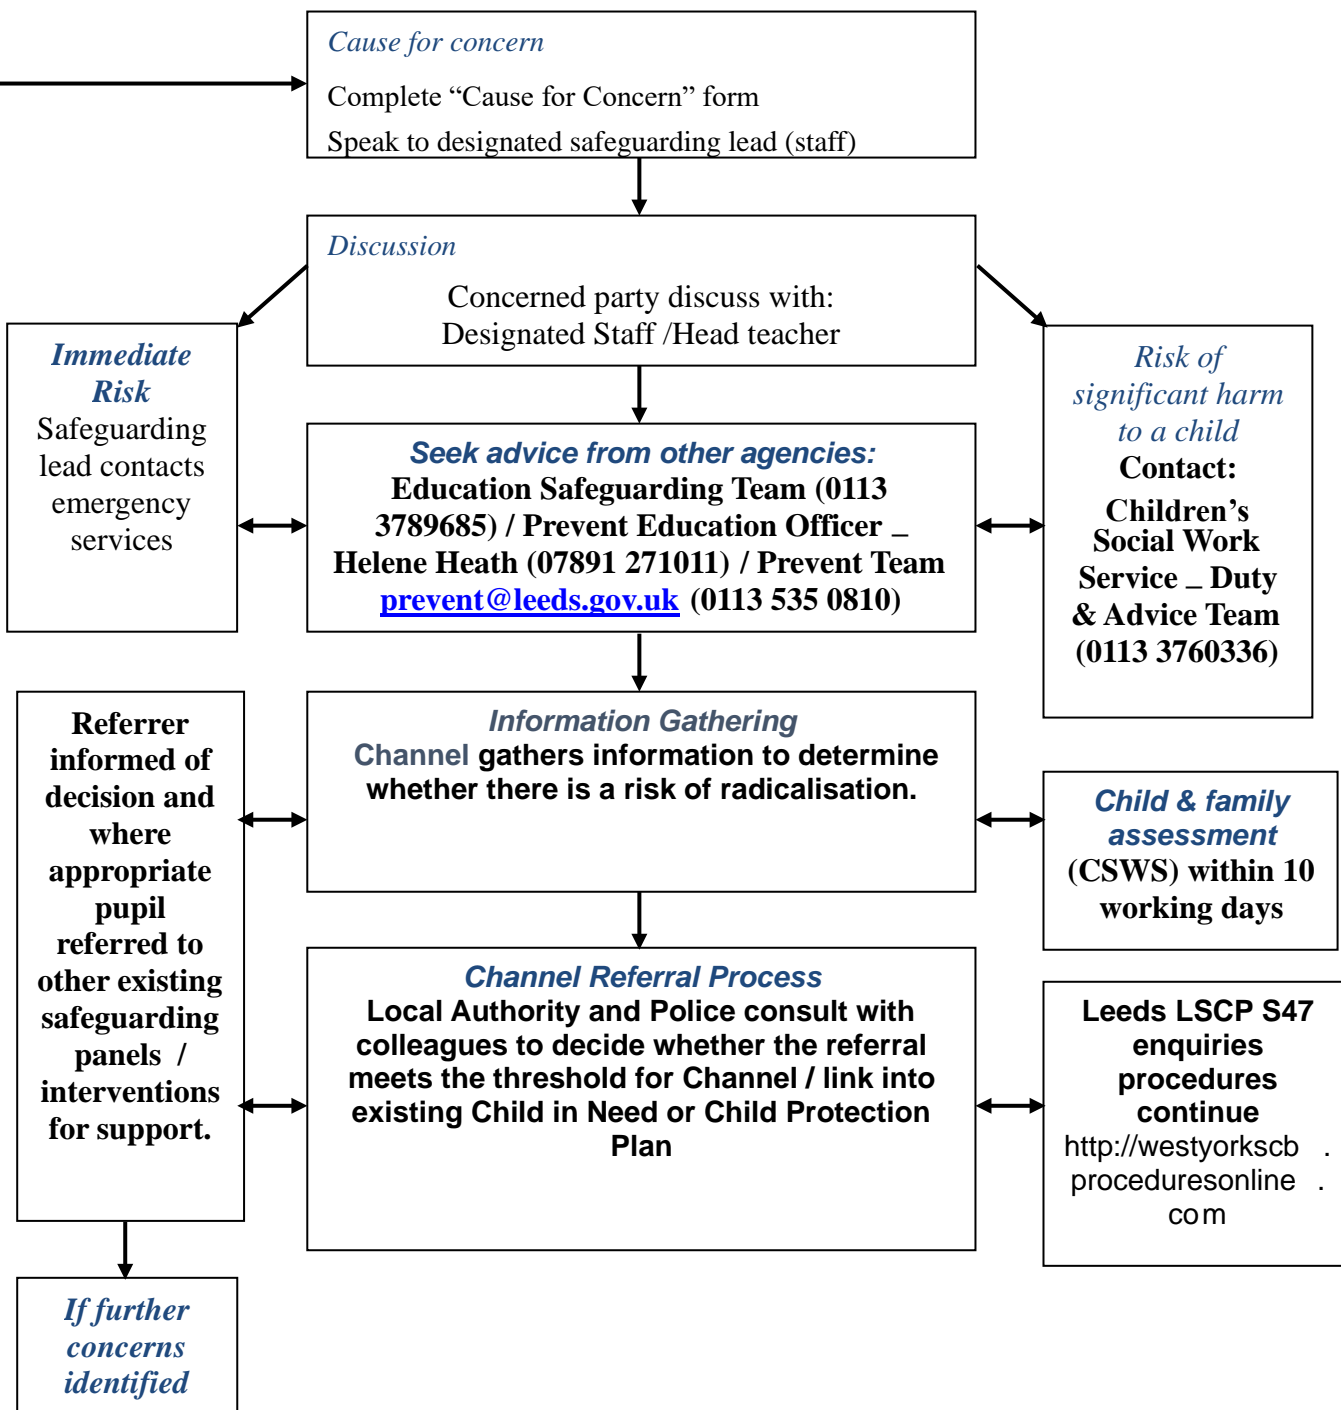 Cause for concern
Complete “Cause for Concern” form
Speak to designated safeguarding lead (staff)
Discussion
Concerned party discuss with:
Designated Staff /Head teacher
Immediate
Risk
Safeguarding
lead contacts
emergency
services
Seek advice from other agencies:
Education Safeguarding Team (0113
3789685) / Prevent Education Officer –
Helene Heath (07891 271011) / Prevent Team
prevent@leeds.gov.uk (0113 535 0810)
Risk of
significant harm
to a child
Contact:
Children’s
Social Work
Service – Duty
& Advice Team
(0113 3760336)
Referrer
informed of
decision and
where
appropriate
pupil
referred to
other existing
safeguarding
panels /
interventions
for support.
Information Gathering
Channel gathers information to determine
whether there is a risk of radicalisation.
Child & family
assessment
(CSWS) within 10
working days
Channel Referral Process
Local Authority and Police consult with
colleagues to decide whether the referral
meets the threshold for Channel / link into
existing Child in Need or Child Protection
Plan
Leeds LSCP S47
enquiries
procedures
continue
http://westyorkscb .
proceduresonline .
com
If further
concerns
identified